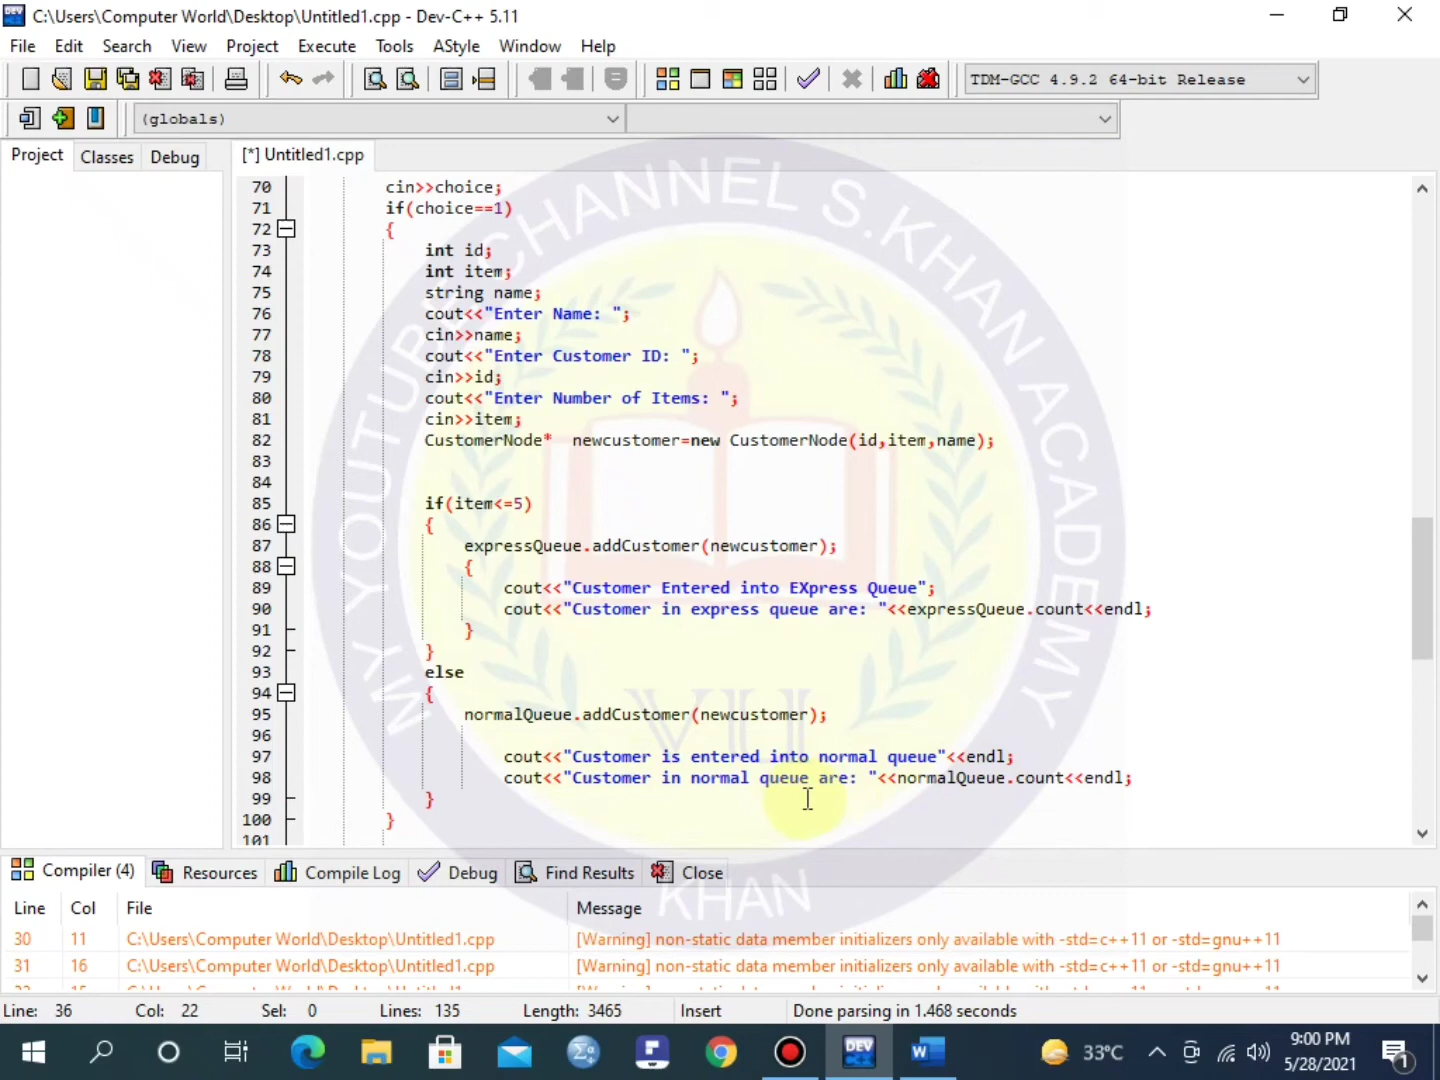 C:\Users\Computer World\Desktop\Untitled1.cpp - Dev-C++ 5.11
File Edit Search View Project Execute Tools AStyle Window Help
TDM-GCC 4.9.2 64-bit Release
(globals)
Project Classes Debug [*] Untitled1.cpp
70 cin>>choice;
71 if(choice==1)
72 {
73 int id;
74 int item;
75 string name;
76 cout<<"Enter Name: ";
77 cin>>name;
78 cout<<"Enter Customer ID: ";
79 cin>>id;
80 cout<<"Enter Number of Items: ";
81 cin>>item;
82 CustomerNode*  newcustomer=new CustomerNode(id,item,name);
83
84
85 if(item<=5)
86 {
87 expressQueue.addCustomer(newcustomer);
88 {
89 cout<<"Customer Entered into EXpress Queue";
90 cout<<"Customer in express queue are: "<<expressQueue.count<<endl;
91 }
92 }
93 else
94 {
95 normalQueue.addCustomer(newcustomer);
96
97 cout<<"Customer is entered into normal queue"<<endl;
98 cout<<"Customer in normal queue are: "<<normalQueue.count<<endl;
99 }
100 }
101
MY YOUTUBE CHANNEL S.KHAN ACADEMY
VII
KHAN
Compiler (4) Resources Compile Log Debug Find Results Close
Line Col File Message
30 11 C:\Users\Computer World\Desktop\Untitled1.cpp [Warning] non-static data member initializers only available with -std=c++11 or -std=gnu++11
31 16 C:\Users\Computer World\Desktop\Untitled1.cpp [Warning] non-static data member initializers only available with -std=c++11 or -std=gnu++11
Line: 36 Col: 22 Sel: 0 Lines: 135 Length: 3465 Insert Done parsing in 1.468 seconds
DEV
33°C
9:00 PM
5/28/2021
1